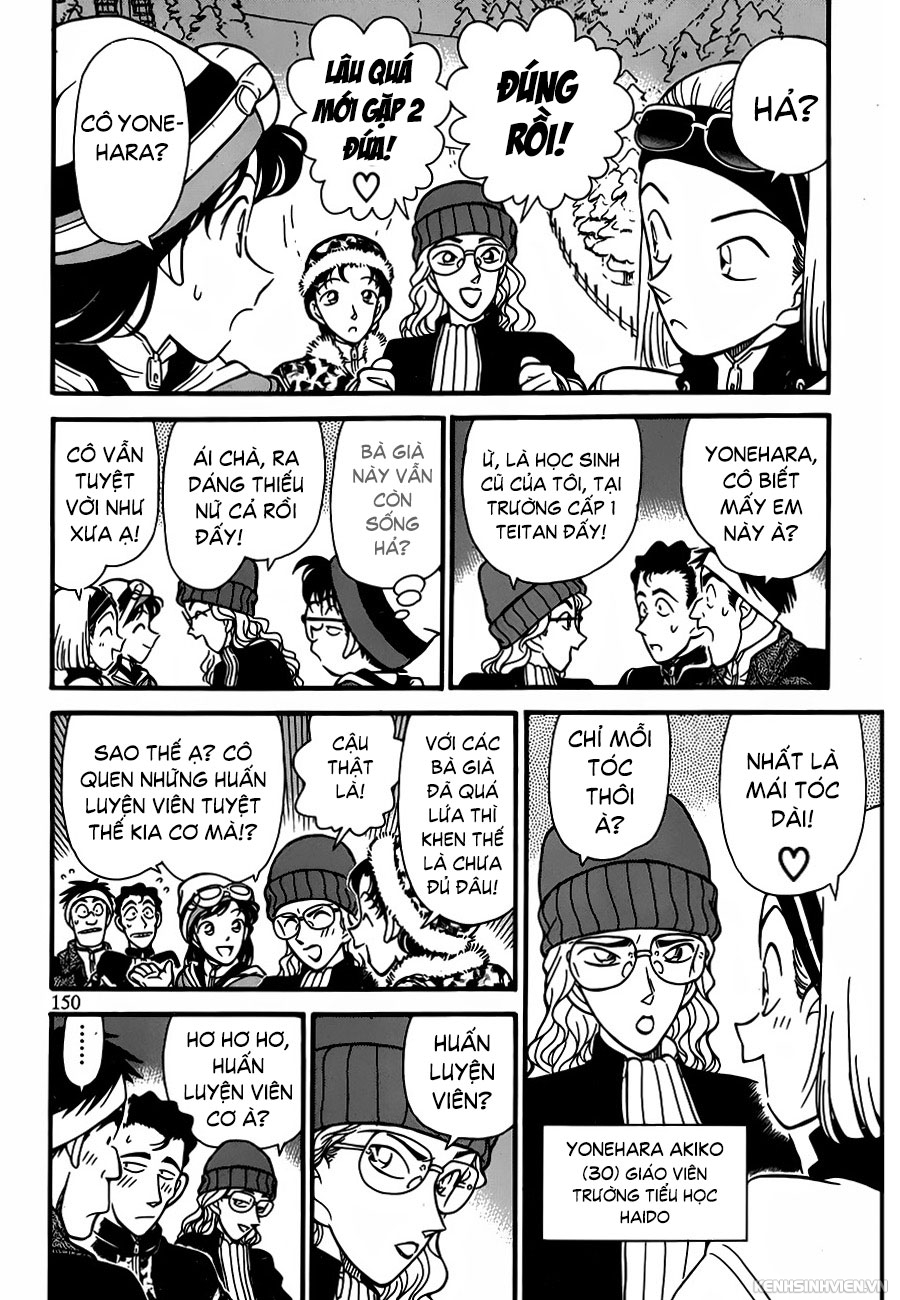 HẢ?
ĐÚNG
RỒI!
LÂU QUÁ
MỚI GẶP 2
ĐỨA!
CÔ YONE-
HARA?
YONEHARA,
CÔ BIẾT
MẤY EM
NÀY À?
Ừ, LÀ HỌC SINH
CŨ CỦA TÔI, TẠI
TRƯỜNG CẤP 1
TEITAN ĐẤY!
BÀ GIÀ
NÀY VẪN
CÒN
SỐNG
HẢ?
ÁI CHÀ, RA
DÁNG THIẾU
NỮ CẢ RỒI
ĐẤY!
CÔ VẪN
TUYỆT
VỜI NHƯ
XƯA Ạ!
NHẤT LÀ
MÁI TÓC
DÀI!
CHỈ MỖI
TÓC
THÔI
À?
YONEHARA AKIKO
(30) GIÁO VIÊN
TRƯỜNG TIỂU HỌC
HAIDO
VỚI CÁC
BÀ GIÀ
ĐÃ QUÁ
LỨA THÌ
KHEN THẾ
LÀ CHƯA
ĐỦ ĐÂU!
CẬU
THẬT
LÀ!
SAO THẾ Ạ? CÔ
QUEN NHỮNG HUẤN
LUYỆN VIÊN TUYỆT
THẾ KIA CƠ MÀ!?
150
HUẤN
LUYỆN
VIÊN?
HƠ HƠ HƠ,
HUẤN
LUYỆN VIÊN
CƠ À?
......
KENHSINHVIEN.VN